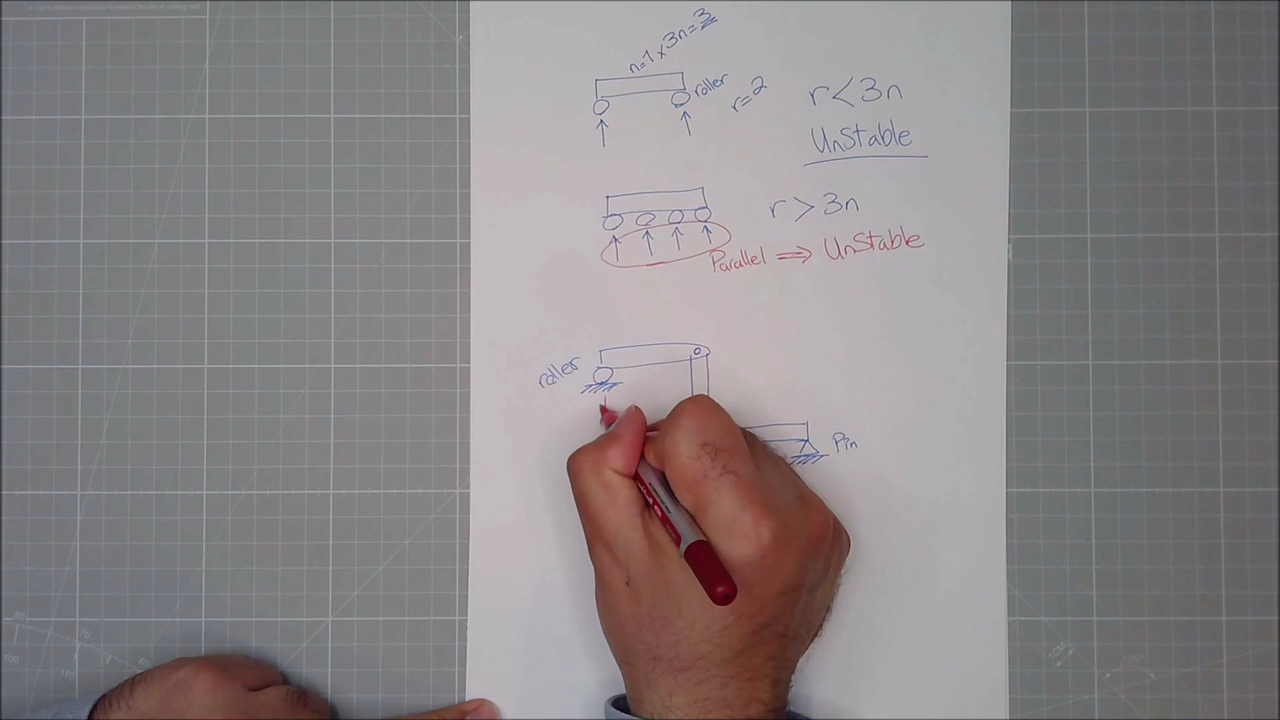 n=1 x 3n=3
roller
r=2
r<3n
UnStable
r>3n
Parallel ⟹ UnStable
roller
Pin